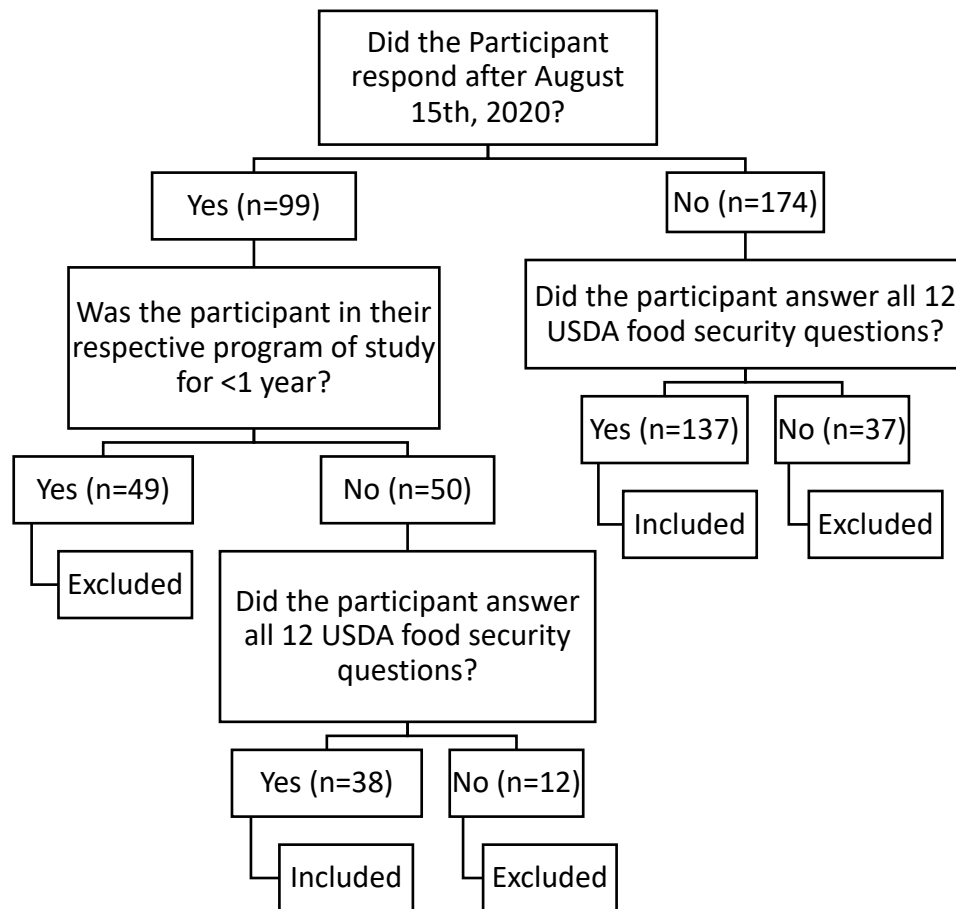 Did the Participant
respond after August
15th, 2020?
Yes (n=99)
No (n=174)
Was the participant in their
respective program of study
for <1 year?
Did the participant answer all 12
USDA food security questions?
Yes (n=49)
No (n=50)
Yes (n=137)
No (n=37)
Excluded
Included
Excluded
Did the participant answer
all 12 USDA food security
questions?
Yes (n=38)
No (n=12)
Included
Excluded